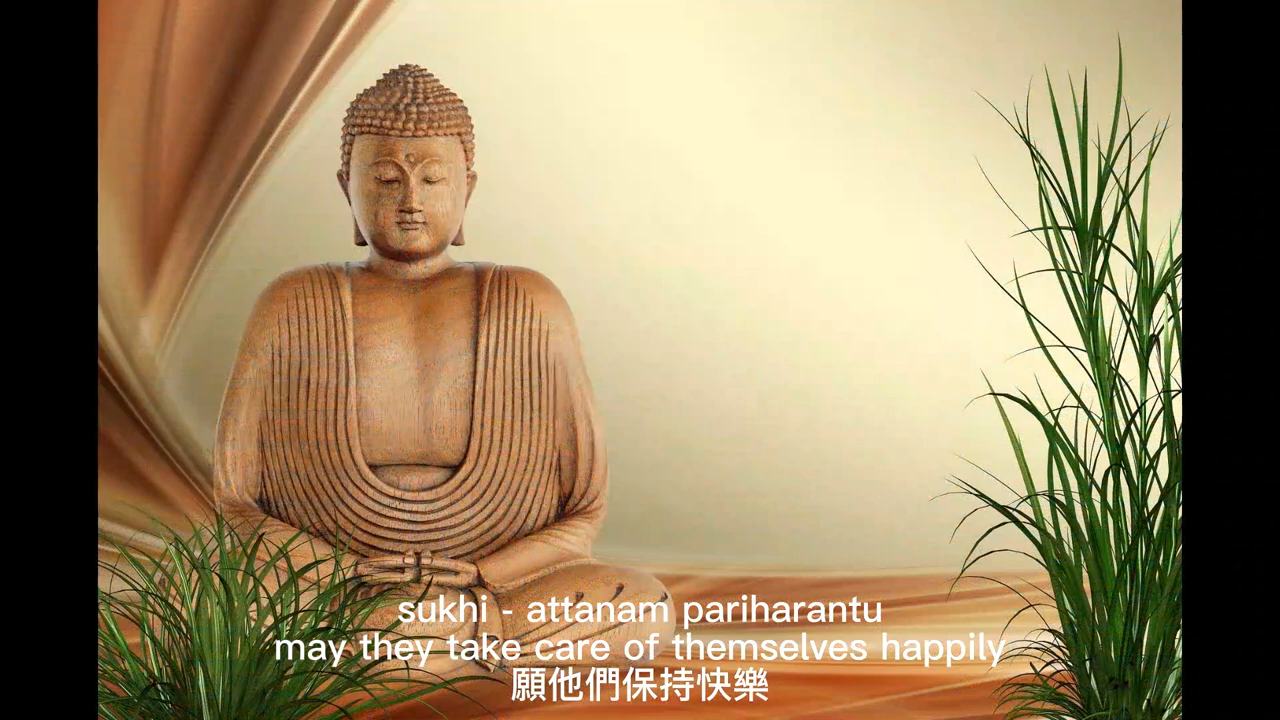 sukhi - attanam pariharantu
may they take care of themselves happily
願他們保持快樂